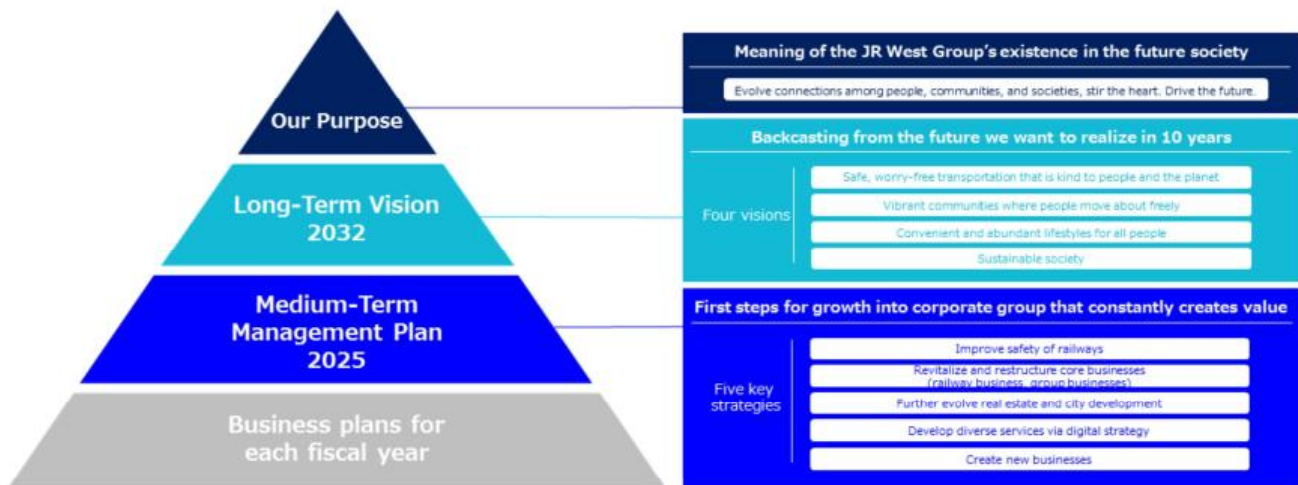 Our Purpose
Long-Term Vision
2032
Medium-Term
Management Plan
2025
Business plans for
each fiscal year
Meaning of the JR West Group's existence in the future society
Evolve connections among people, communities, and societies, stir the heart. Drive the future.
Backcasting from the future we want to realize in 10 years
Four visions
Safe, worry-free transportation that is kind to people and the planet
Vibrant communities where people move about freely
Convenient and abundant lifestyles for all people
Sustainable society
First steps for growth into corporate group that constantly creates value
Five key
strategies
Improve safety of railways
Revitalize and restructure core businesses
(railway business, group businesses)
Further evolve real estate and city development
Develop diverse services via digital strategy
Create new businesses